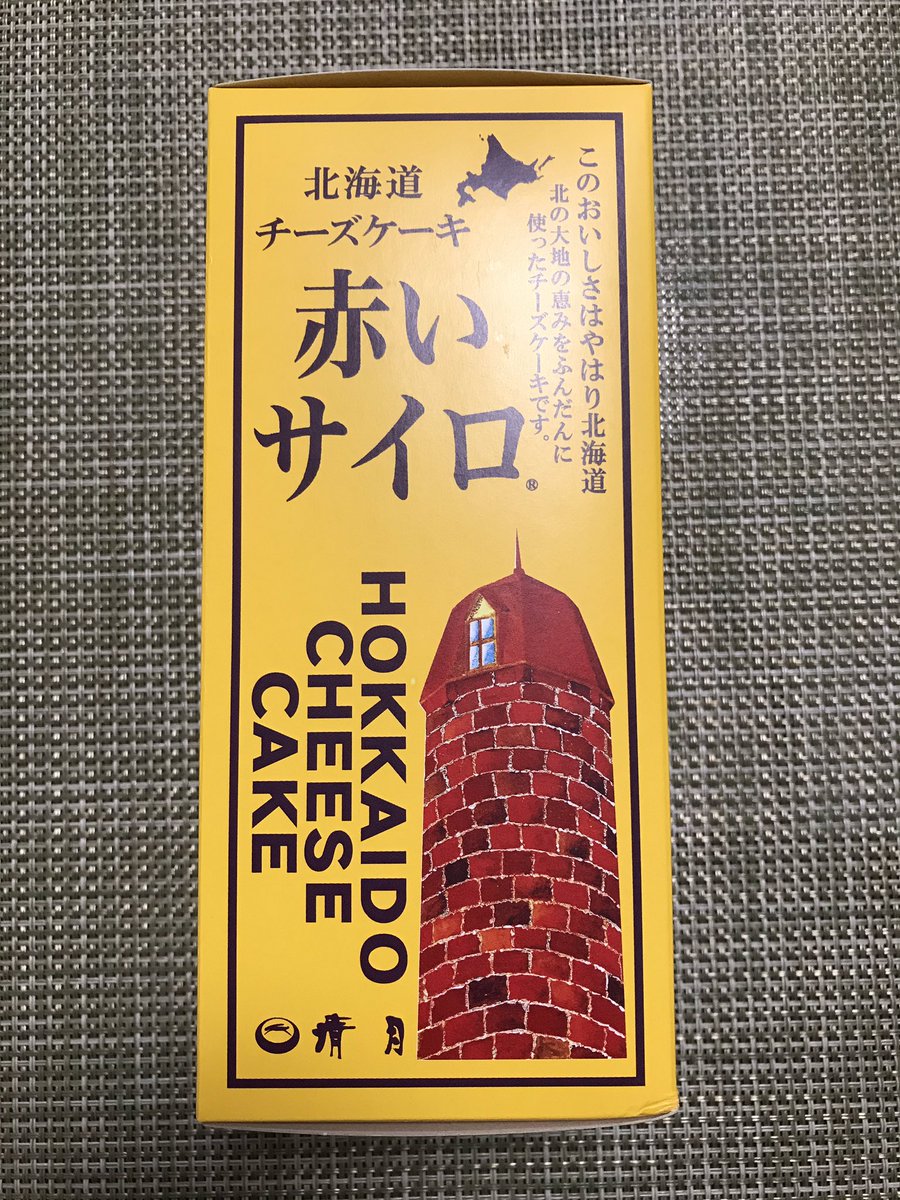 北海道
チーズケーキ
赤い
サイロ®
このおいしさはやはり北海道
北の大地の恵みをふんだんに
使ったチーズケーキです。
HOKKAIDO
CHEESE
CAKE
清月